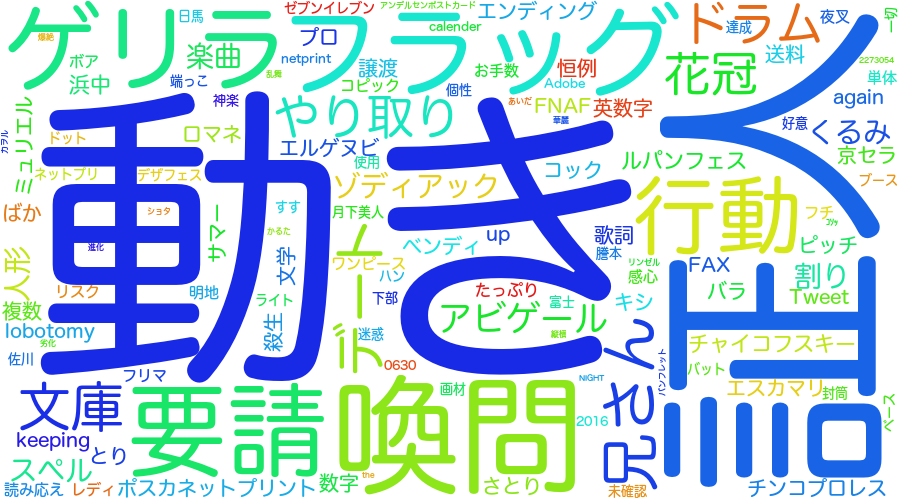 ゼブンイレブン
アンデルセンポストカード
エンディング
ドラム
夜叉
一切
日馬
爆絶
ゲリラ
フラッグ
calender
達成
プロ
楽曲
ボア
netprint
恒例
送料
2273054
浜中
端っこ
乱舞
譲渡
お手数
Adobe
個性
花冠
単体
神楽
コピック
あいだ
FNAF
英数字
again
カヲル
ミュリエル
ドット
ロマネ
やり取り
エルゲヌビ
華麗
好意
くるみ
ネットプリ
デザフェス
使用
コック
ルパンフェス
京セラ
動き
ゾディアック
行動
ブース
ばか
ショタ
サマー
すす
月下美人
フチ
かるた
ベンディ
up
歌詞
ピッチ
人形
進化
文学
ワンピース
謄本
リンゼル
FAX
割り
リスク
明地
ライト
ハン
たっぷり
感心
バラ
Tweet
複数
下部
富士
キシ
lobotomy
劣化
殺生
迷惑
アビゲール
縦横
兄さん
チャイコフスキー
佐川
フリマ
0630
データ
パンフレット
バット
文庫
要請
喚問
画材
NIGHT
エスカマリ
封筒
2016
ベース
keeping
とり
スペル
数字
the
さとり
読み応え
レディ
ポスカネットプリント
未確認
チンコプロレス